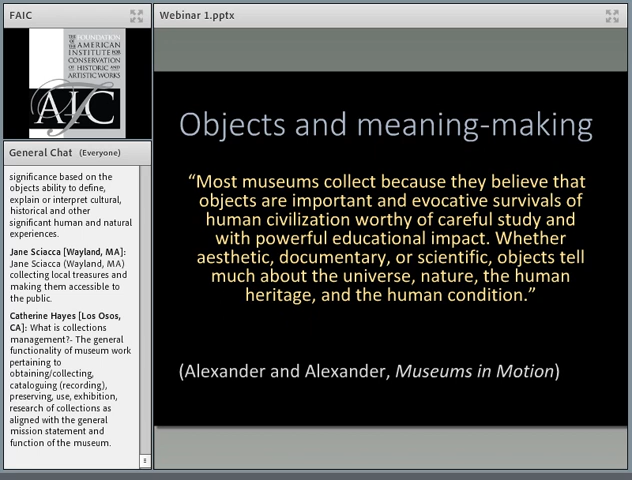 FAIC
THE FOUNDATION
OF THE AMERICAN
INSTITUTE FOR
CONSERVATION
OF HISTORIC AND
ARTISTIC WORKS
AIC
General Chat (Everyone)
significance based on the
objects ability to define,
explain or interpret cultural,
historical and other
significant human and natural
experiences.
Jane Sciacca [Wayland, MA]:
Jane Sciacca (Wayland, MA)
collecting local treasures and
making them accessible to
the public.
Catherine Hayes [Los Osos,
CA]: What is collections
management?- The general
functionality of museum work
pertaining to
obtaining/collecting,
cataloguing (recording),
preserving, use, exhibition,
research of collections as
aligned with the general
mission statement and
function of the museum.
Webinar 1.pptx
Objects and meaning-making
“Most museums collect because they believe that
objects are important and evocative survivals of
human civilization worthy of careful study and
with powerful educational impact. Whether
aesthetic, documentary, or scientific, objects tell
much about the universe, nature, the human
heritage, and the human condition.”
(Alexander and Alexander, Museums in Motion)